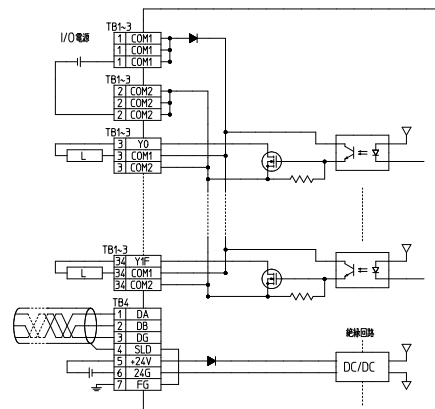 I/O電源
TB1~3
1 COM1
1 COM1
1 COM1
TB1~3
2 COM2
2 COM2
2 COM2
TB1~3
3 Y0
3 COM1
3 COM2
L
TB1~3
34 Y1F
34 COM1
34 COM2
L
TB4
1 DA
2 DB
3 DG
4 SLD
5 +24V
6 24G
7 FG
絶縁回路
DC/DC